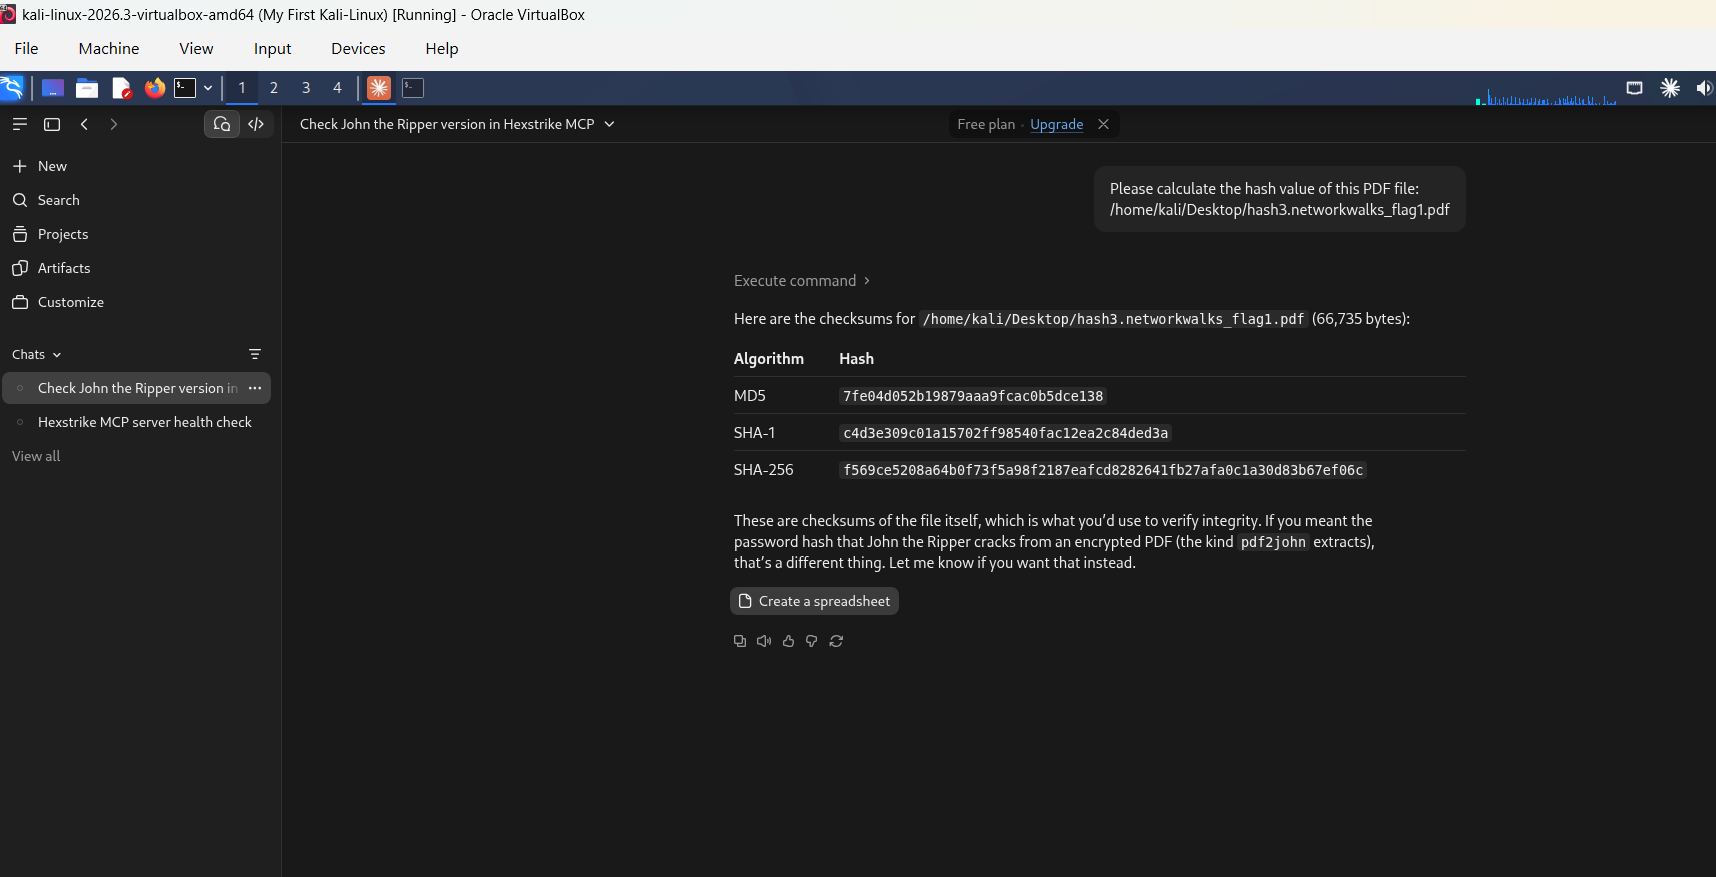 kali-linux-2026.3-virtualbox-amd64 (My First Kali-Linux) [Running] - Oracle VirtualBox
File Machine View Input Devices Help
1 2 3 4
Check John the Ripper version in Hexstrike MCP
Free plan · Upgrade
New
Search
Projects
Artifacts
Customize
Chats
Check John the Ripper version in
Hexstrike MCP server health check
View all
Please calculate the hash value of this PDF file:
/home/kali/Desktop/hash3.networkwalks_flag1.pdf
Execute command
Here are the checksums for /home/kali/Desktop/hash3.networkwalks_flag1.pdf (66,735 bytes):
Algorithm Hash
MD5 7fe04d052b19879aaa9fcac0b5dce138
SHA-1 c4d3e309c01a15702ff98540fac12ea2c84ded3a
SHA-256 f569ce5208a64b0f73f5a98f2187eafcd8282641fb27afa0c1a30d83b67ef06c
These are checksums of the file itself, which is what you’d use to verify integrity. If you meant the
password hash that John the Ripper cracks from an encrypted PDF (the kind pdf2john extracts),
that’s a different thing. Let me know if you want that instead.
Create a spreadsheet